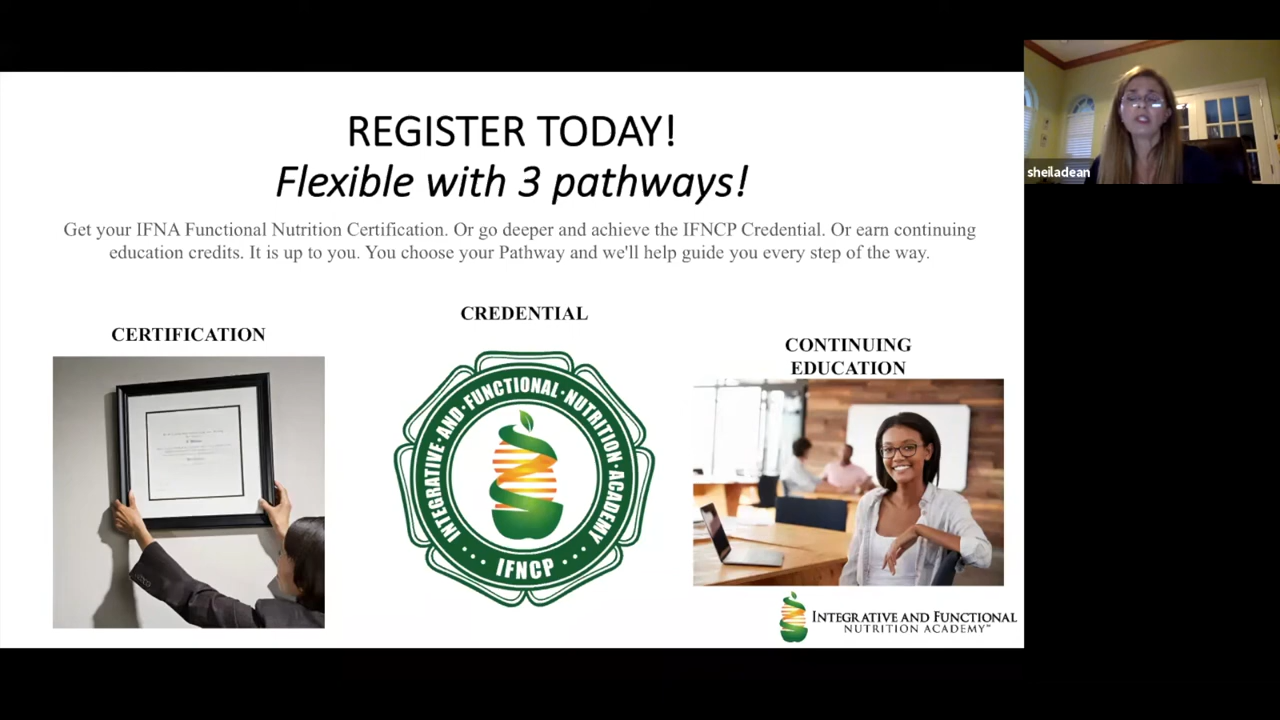 REGISTER TODAY!
Flexible with 3 pathways!
Get your IFNA Functional Nutrition Certification. Or go deeper and achieve the IFNCP Credential. Or earn continuing
education credits. It is up to you. You choose your Pathway and we'll help guide you every step of the way.
CERTIFICATION
CREDENTIAL
CONTINUING
EDUCATION
INTEGRATIVE·AND·FUNCTIONAL·NUTRITION·ACADEMY
IFNCP
INTEGRATIVE AND FUNCTIONAL
NUTRITION ACADEMY™
sheiladean